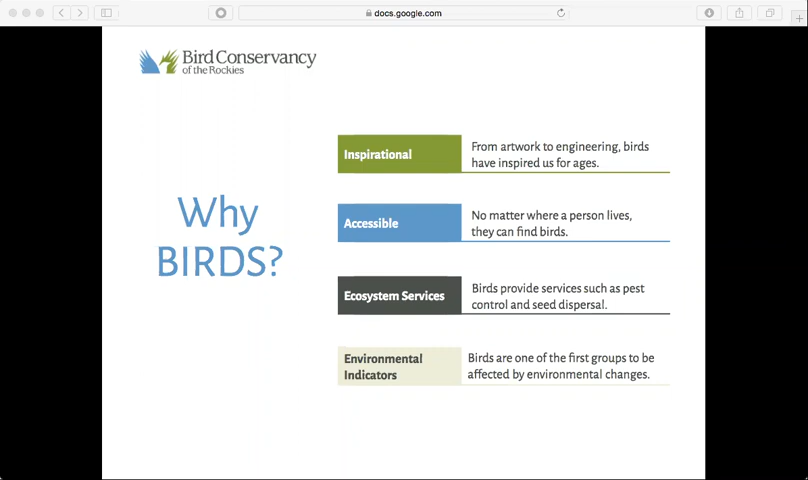 docs.google.com
Bird Conservancy
of the Rockies
Why
BIRDS?
Inspirational
From artwork to engineering, birds
have inspired us for ages.
Accessible
No matter where a person lives,
they can find birds.
Ecosystem Services
Birds provide services such as pest
control and seed dispersal.
Environmental
Indicators
Birds are one of the first groups to be
affected by environmental changes.